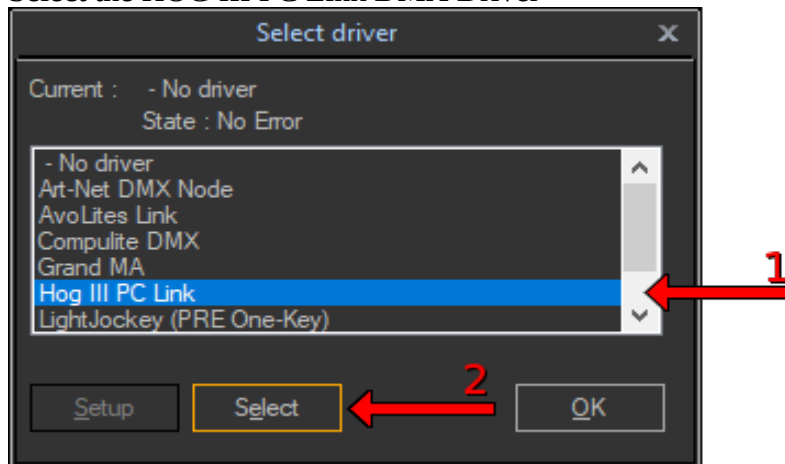 Select driver
Current : - No driver
State : No Error
- No driver
Art-Net DMX Node
AvoLites Link
Compulite DMX
Grand MA
Hog III PC Link
LightJockey (PRE One-Key)
1
2
Setup
Select
OK